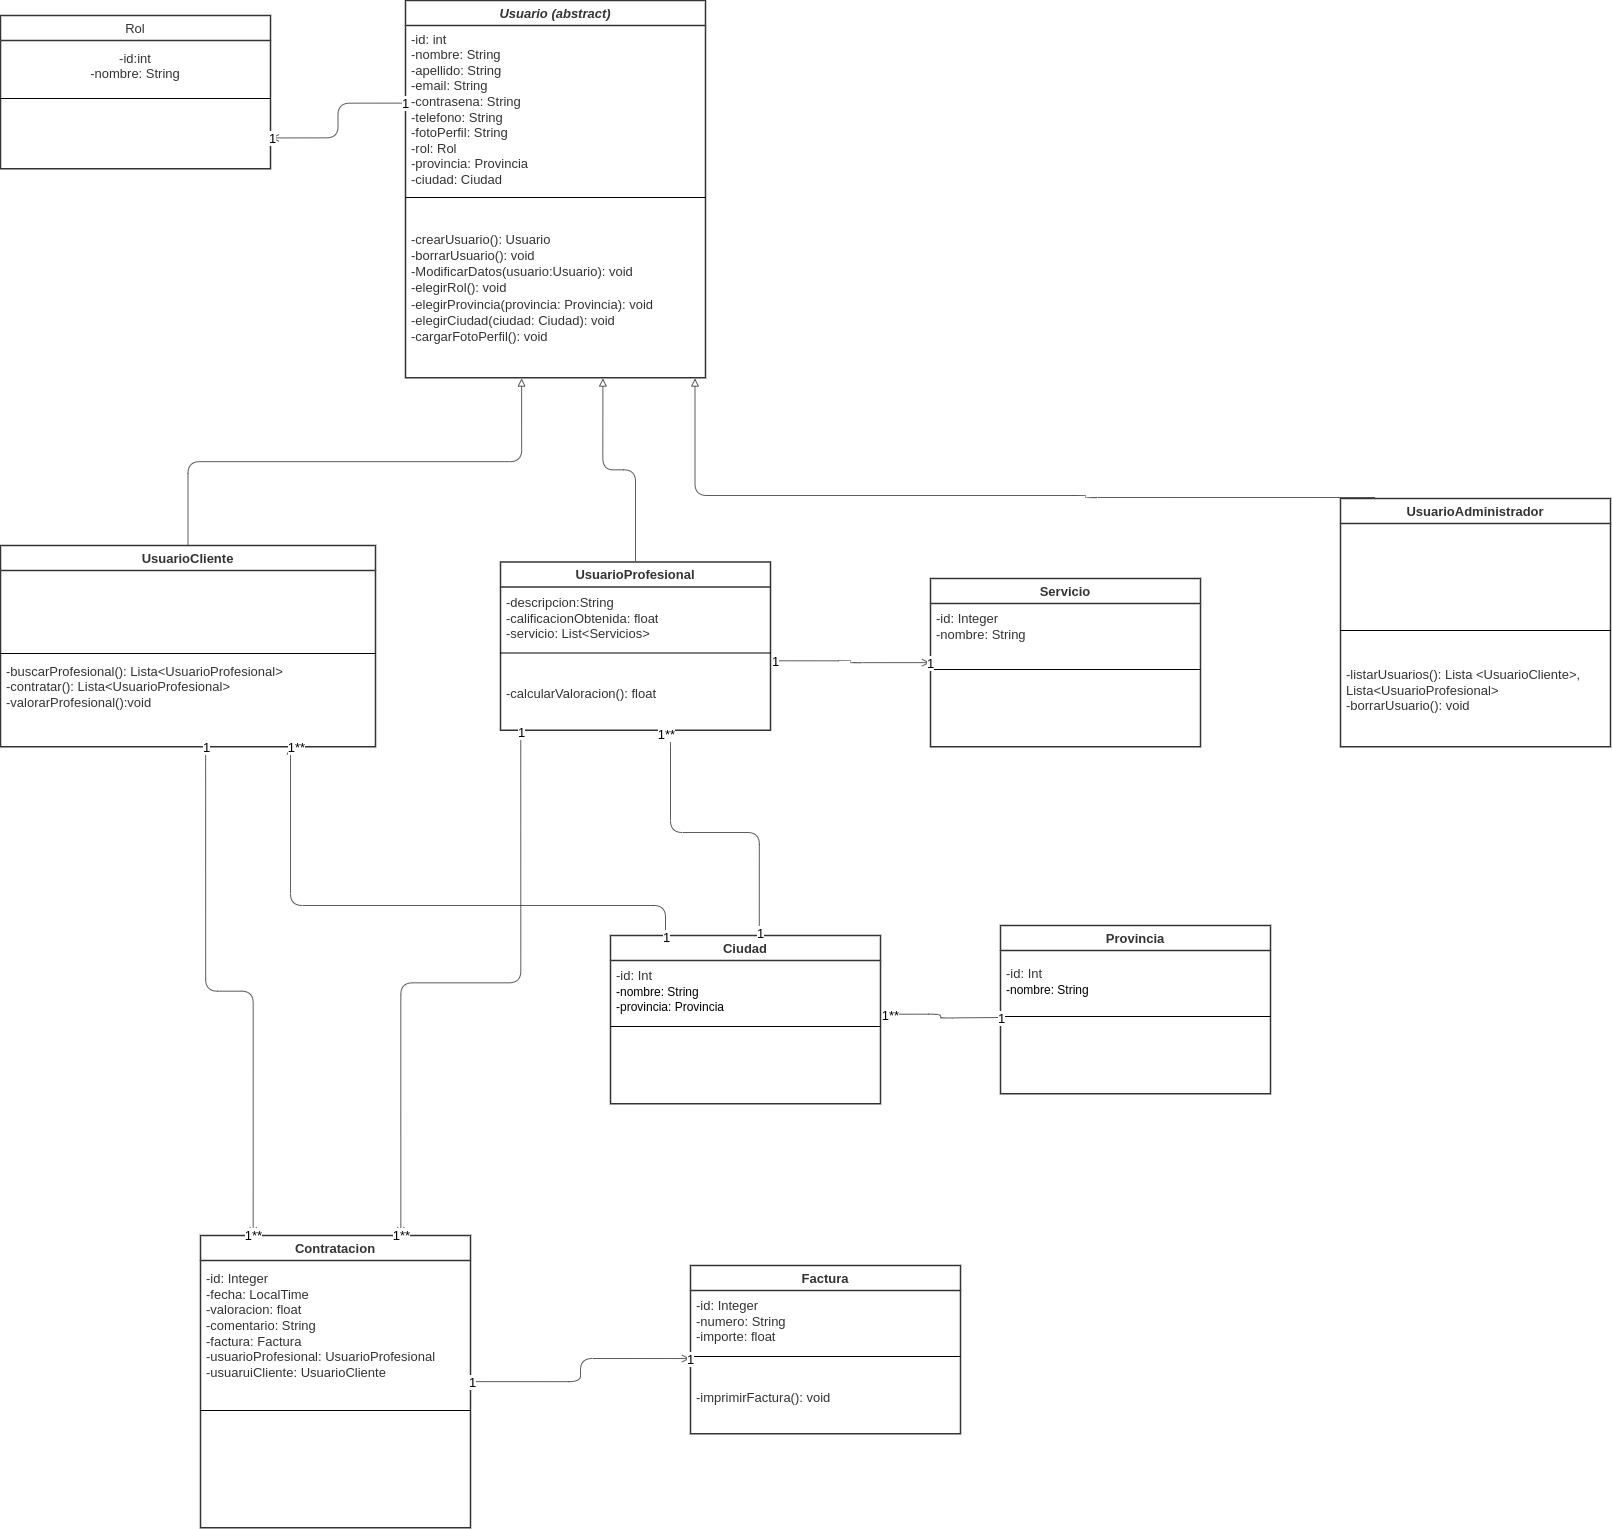 Rol
-id:int
-nombre: String
1
Usuario (abstract)
-id: int
-nombre: String
-apellido: String
-email: String
-contrasena: String
-telefono: String
-fotoPerfil: String
-rol: Rol
-provincia: Provincia
-ciudad: Ciudad
1
-crearUsuario(): Usuario
-borrarUsuario(): void
-ModificarDatos(usuario:Usuario): void
-elegirRol(): void
-elegirProvincia(provincia: Provincia): void
-elegirCiudad(ciudad: Ciudad): void
-cargarFotoPerfil(): void
UsuarioCliente
-buscarProfesional(): Lista<UsuarioProfesional>
-contratar(): Lista<UsuarioProfesional>
-valorarProfesional():void
1
1**
UsuarioProfesional
-descripcion:String
-calificacionObtenida: float
-servicio: List<Servicios>
-calcularValoracion(): float
1
1
1**
Servicio
-id: Integer
-nombre: String
1
UsuarioAdministrador
-listarUsuarios(): Lista <UsuarioCliente>,
Lista<UsuarioProfesional>
-borrarUsuario(): void
1
1
Ciudad
-id: Int
-nombre: String
-provincia: Provincia
1**
Provincia
-id: Int
-nombre: String
1
1**
1**
Contratacion
-id: Integer
-fecha: LocalTime
-valoracion: float
-comentario: String
-factura: Factura
-usuarioProfesional: UsuarioProfesional
-usuaruiCliente: UsuarioCliente
1
Factura
-id: Integer
-numero: String
-importe: float
1
-imprimirFactura(): void